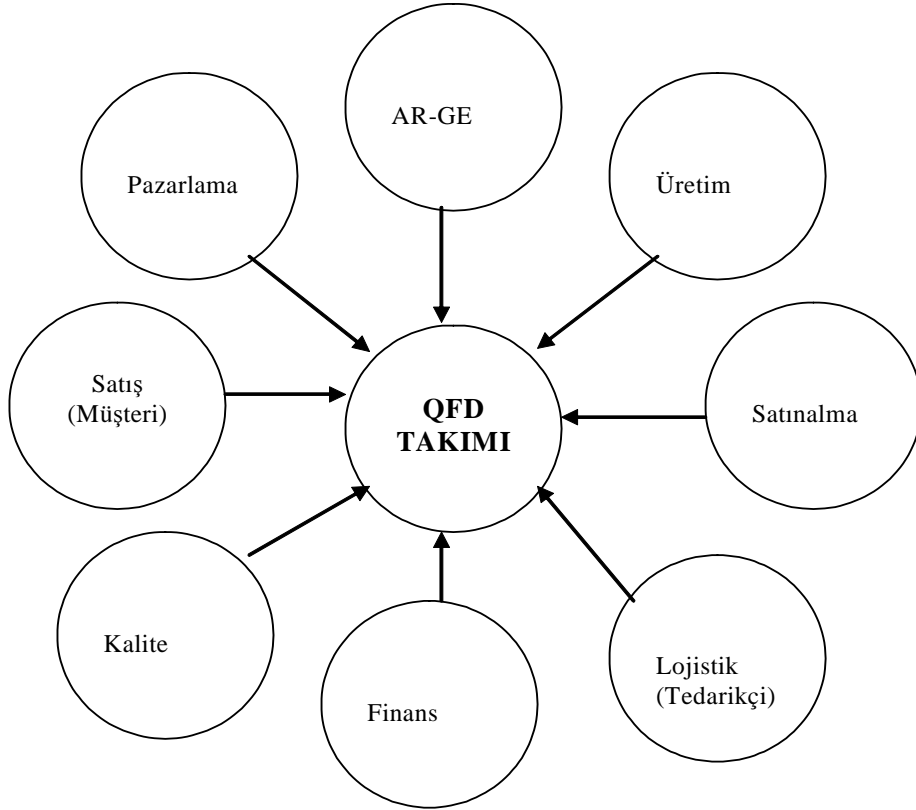 AR-GE
Pazarlama
Üretim
Satış
(Müşteri)
QFD
TAKIMI
Satınalma
Kalite
Lojistik
(Tedarikçi)
Finans